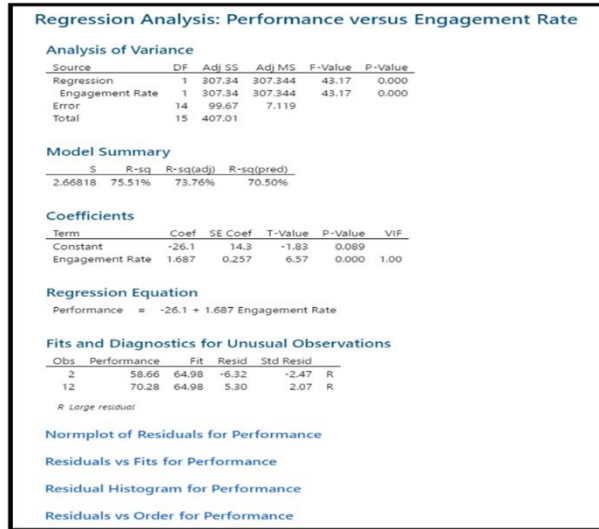 Regression Analysis: Performance versus Engagement Rate
Analysis of Variance
Source DF Adj SS Adj MS F-Value P-Value
Regression 1 307.34 307.344 43.17 0.000
Engagement Rate 1 307.34 307.344 43.17 0.000
Error 14 99.67 7.119
Total 15 407.01
Model Summary
S R-sq R-sq(adj) R-sq(pred)
2.66818 75.51% 73.76% 70.50%
Coefficients
Term Coef SE Coef T-Value P-Value VIF
Constant -26.1 14.3 -1.83 0.089
Engagement Rate 1.687 0.257 6.57 0.000 1.00
Regression Equation
Performance = -26.1 + 1.687 Engagement Rate
Fits and Diagnostics for Unusual Observations
Obs Performance Fit Resid Std Resid
2 58.66 64.98 -6.32 -2.47 R
12 70.28 64.98 5.30 2.07 R
R Large residual
Normplot of Residuals for Performance
Residuals vs Fits for Performance
Residual Histogram for Performance
Residuals vs Order for Performance